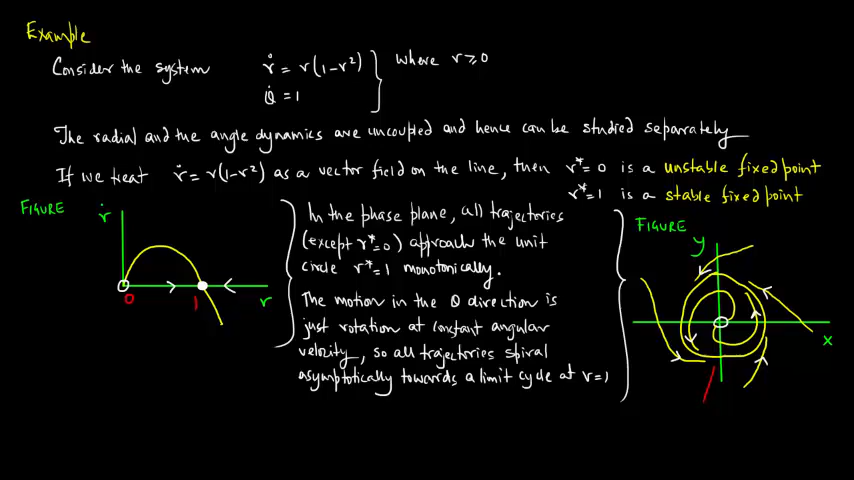 Example
Consider the system ṙ = r(1-r²) } where r ≥ 0
θ̇ = 1
The radial and the angle dynamics are uncoupled and hence can be studied separately
If we treat ṙ = r(1-r²) as a vector field on the line, then r*=0 is a unstable fixed point
r*=1 is a stable fixed point
FIGURE
ṙ
0
1
r
In the phase plane, all trajectories
(except r*=0) approach the unit
circle r*=1 monotonically.
The motion in the θ direction is
just rotation at constant angular
velocity, so all trajectories spiral
asymptotically towards a limit cycle at r=1
FIGURE
y
x